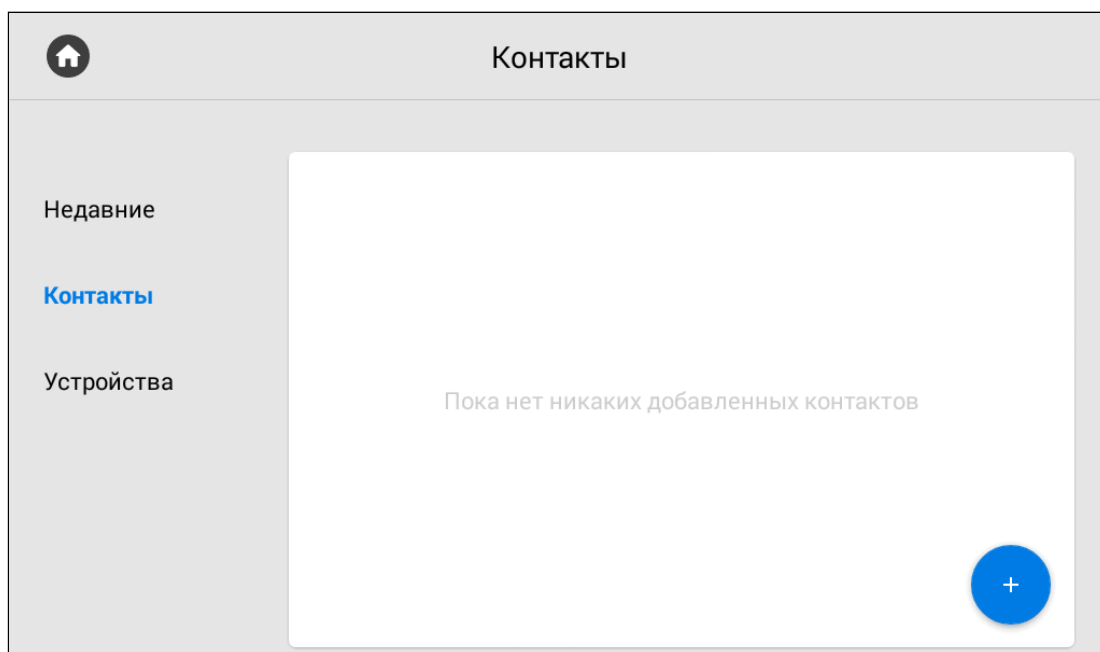 Контакты
Недавние
Контакты
Устройства
Пока нет никаких добавленных контактов
+